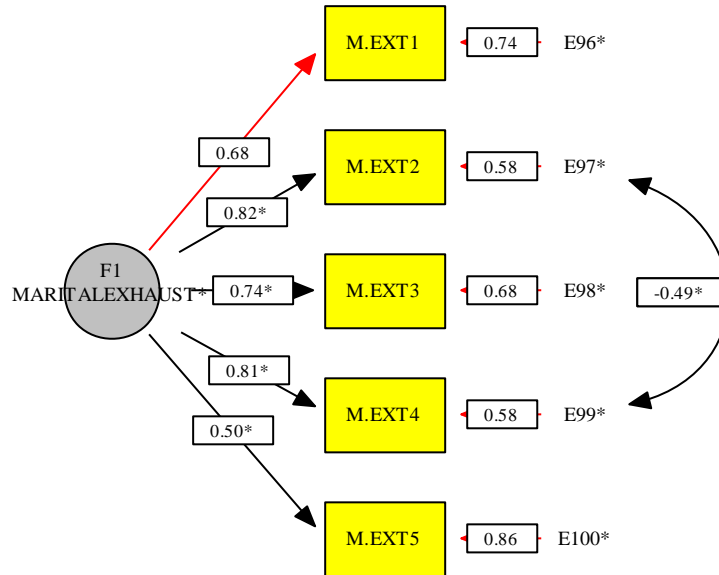 M.EXT1
0.74
E96*
0.68
M.EXT2
0.58
E97*
0.82*
F1
MARITALEXHAUST*
0.74*
M.EXT3
0.68
E98*
-0.49*
0.81*
M.EXT4
0.58
E99*
0.50*
M.EXT5
0.86
E100*